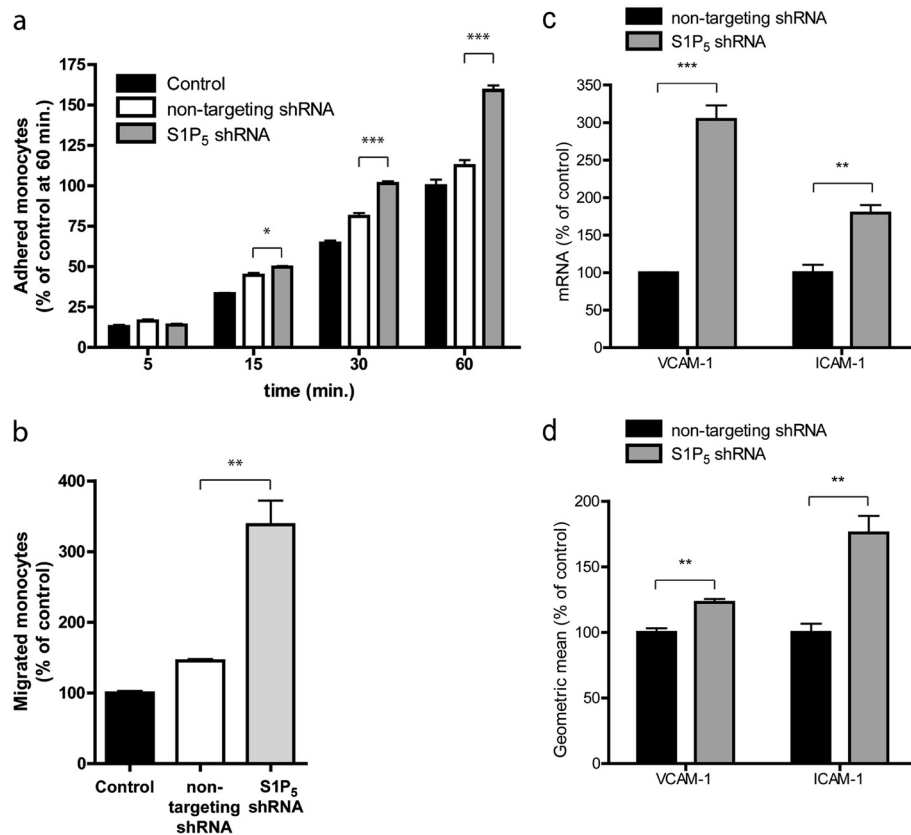 a
Adhered monocytes
(% of control at 60 min.)
175
150
125
100
75
50
25
0
Control
non-targeting shRNA
S1P5 shRNA
*
***
***
5
15
30
60
time (min.)
b
Migrated monocytes
(% of control)
400
300
200
100
0
**
Control
non-
targeting
shRNA
S1P5
shRNA
c
non-targeting shRNA
S1P5 shRNA
mRNA (% of control)
350
300
250
200
150
100
50
0
***
**
VCAM-1
ICAM-1
d
non-targeting shRNA
S1P5 shRNA
Geometric mean (% of control)
200
150
100
50
0
**
**
VCAM-1
ICAM-1